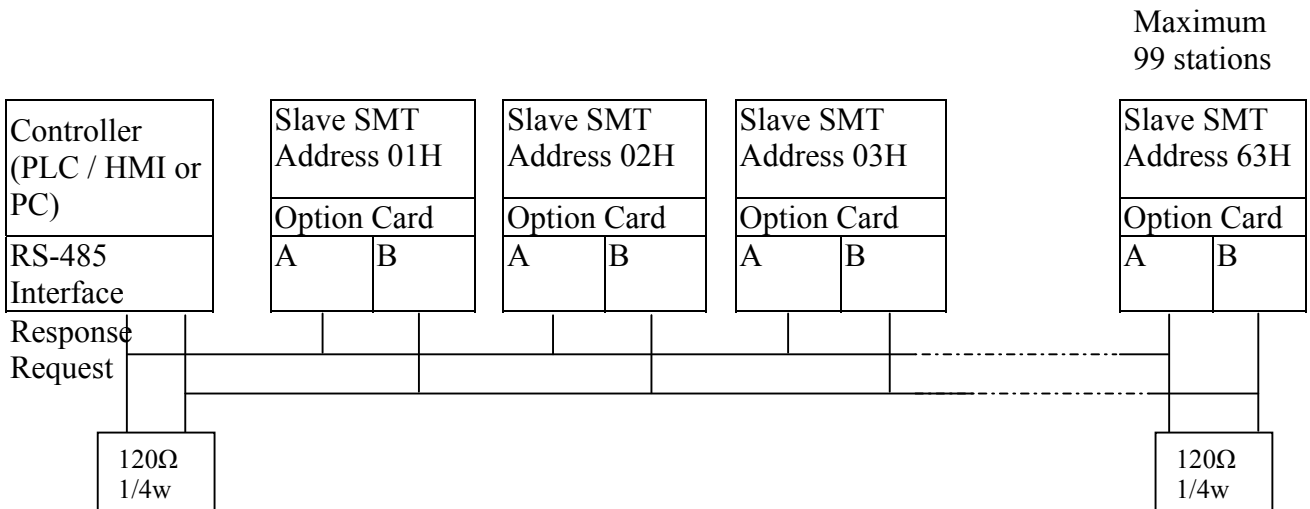 Maximum
99 stations
Controller
(PLC / HMI or
PC)
RS-485
Interface
Response
Request
Slave SMT
Address 01H
Option Card
A
B
Slave SMT
Address 02H
Option Card
A
B
Slave SMT
Address 03H
Option Card
A
B
Slave SMT
Address 63H
Option Card
A
B
120Ω
1/4w
120Ω
1/4w